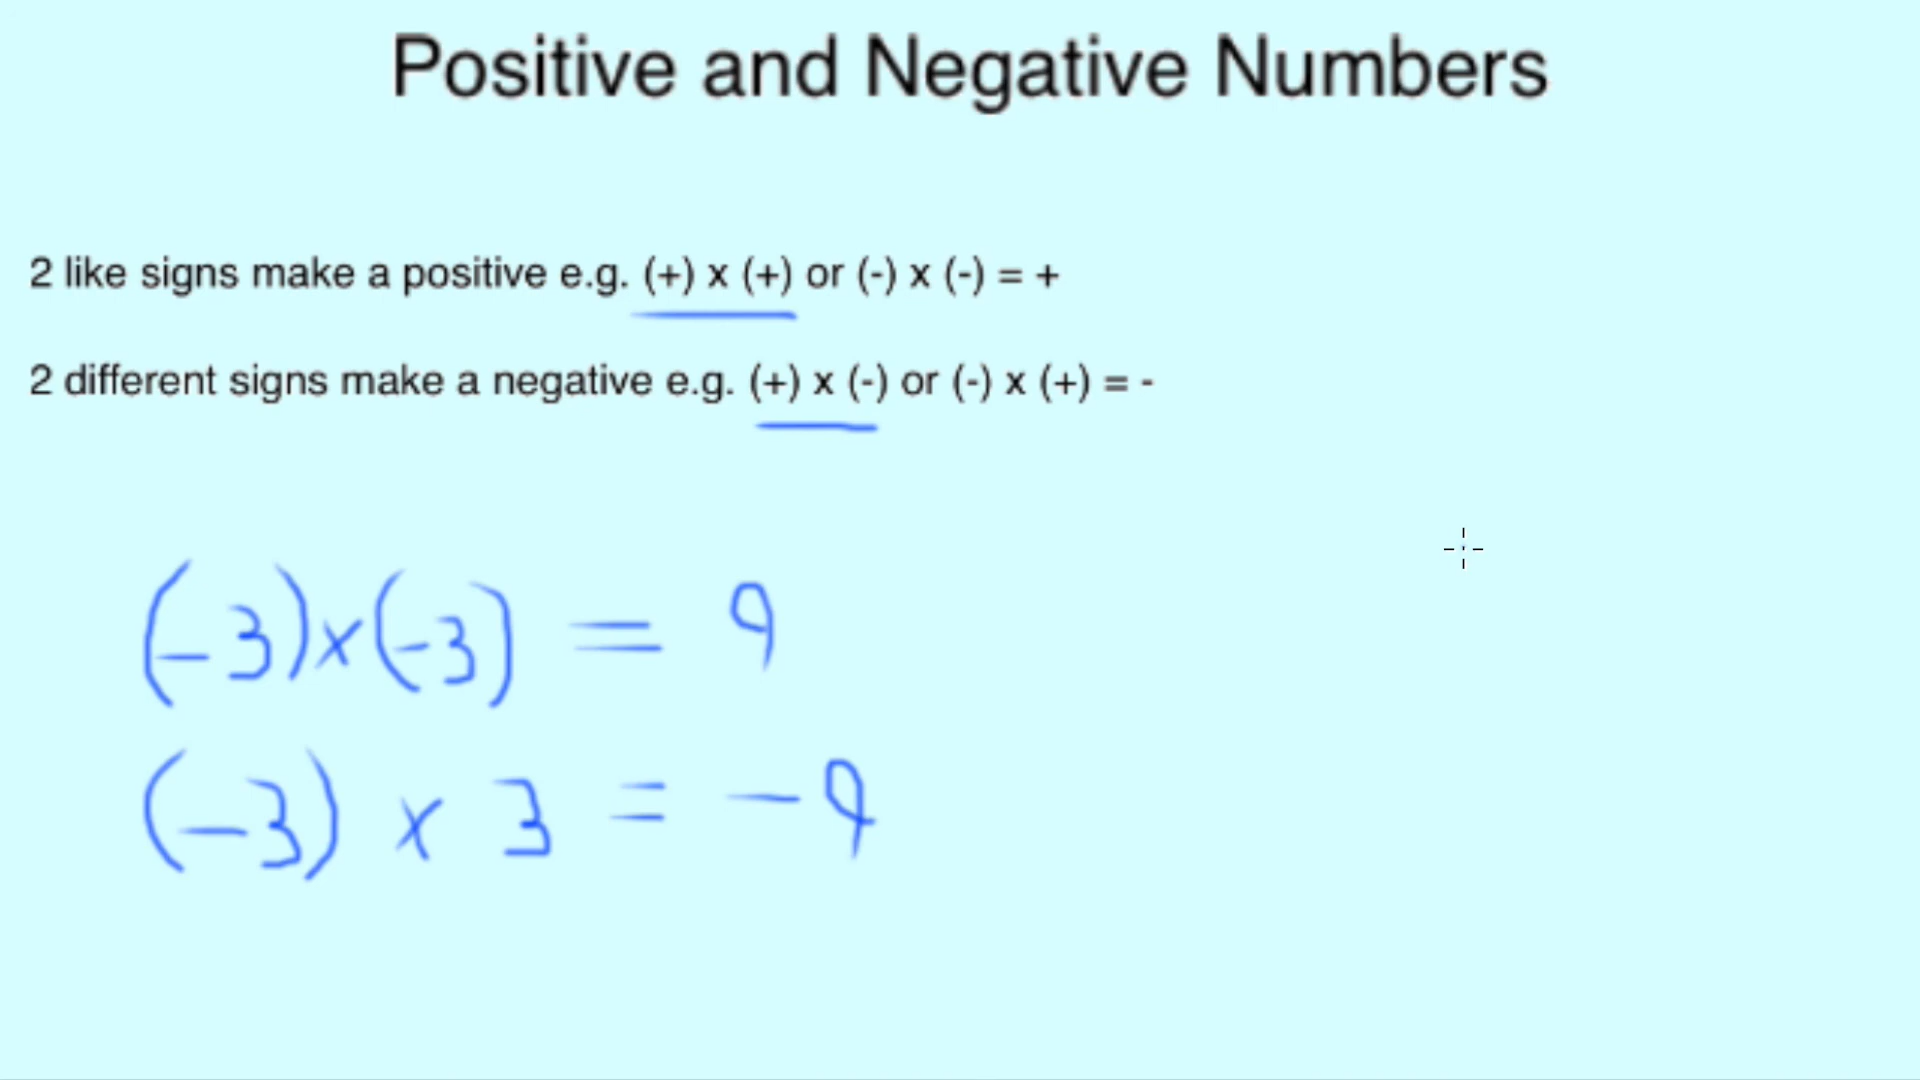 Positive and Negative Numbers
2 like signs make a positive e.g. (+) x (+) or (-) x (-) = +
2 different signs make a negative e.g. (+) x (-) or (-) x (+) = -
(-3)x(-3) = 9
(-3) x 3 = -9